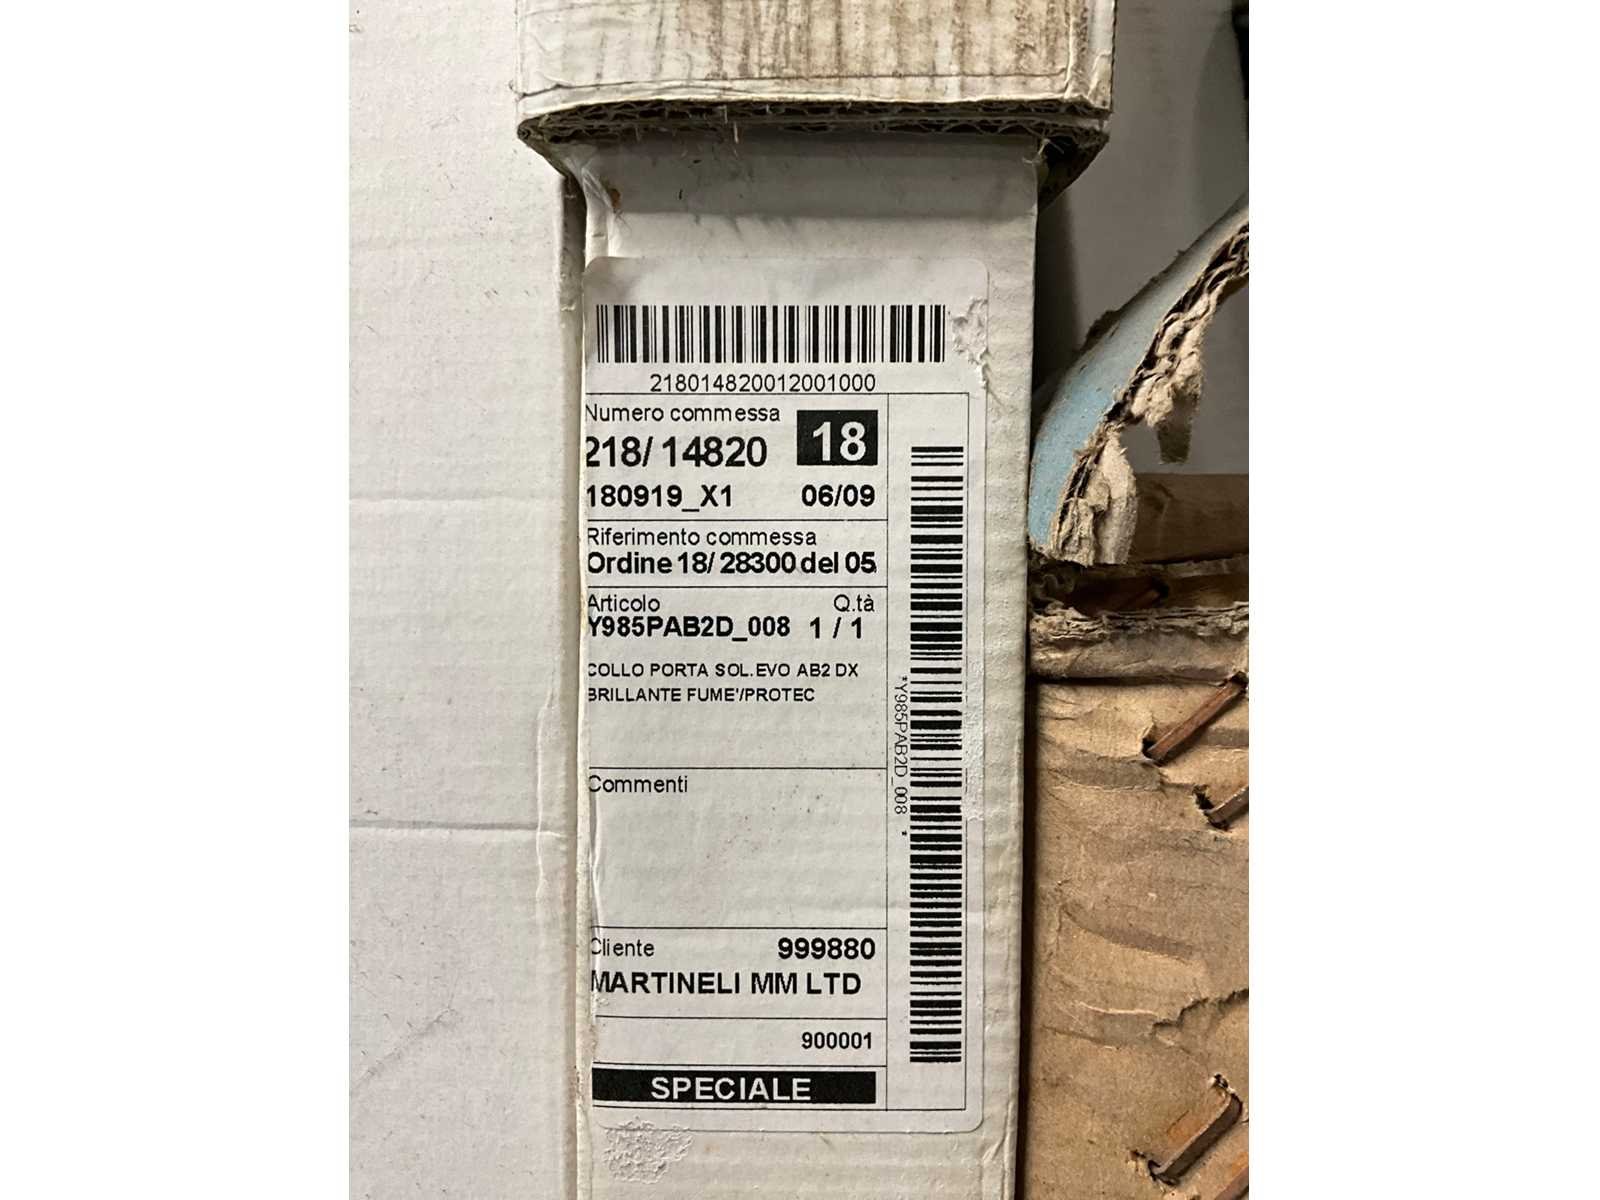 218014820012001000
Numero commessa
18
218/ 14820
180919_X1 06/09
Riferimento commessa
Ordine 18/ 28300 del 05
Articolo Q.tà
Y985PAB2D_008 1 / 1
COLLO PORTA SOL.EVO AB2 DX
BRILLANTE FUME'/PROTEC
*Y985PAB2D_008 *
Commenti
Cliente 999880
MARTINELI MM LTD
900001
SPECIALE